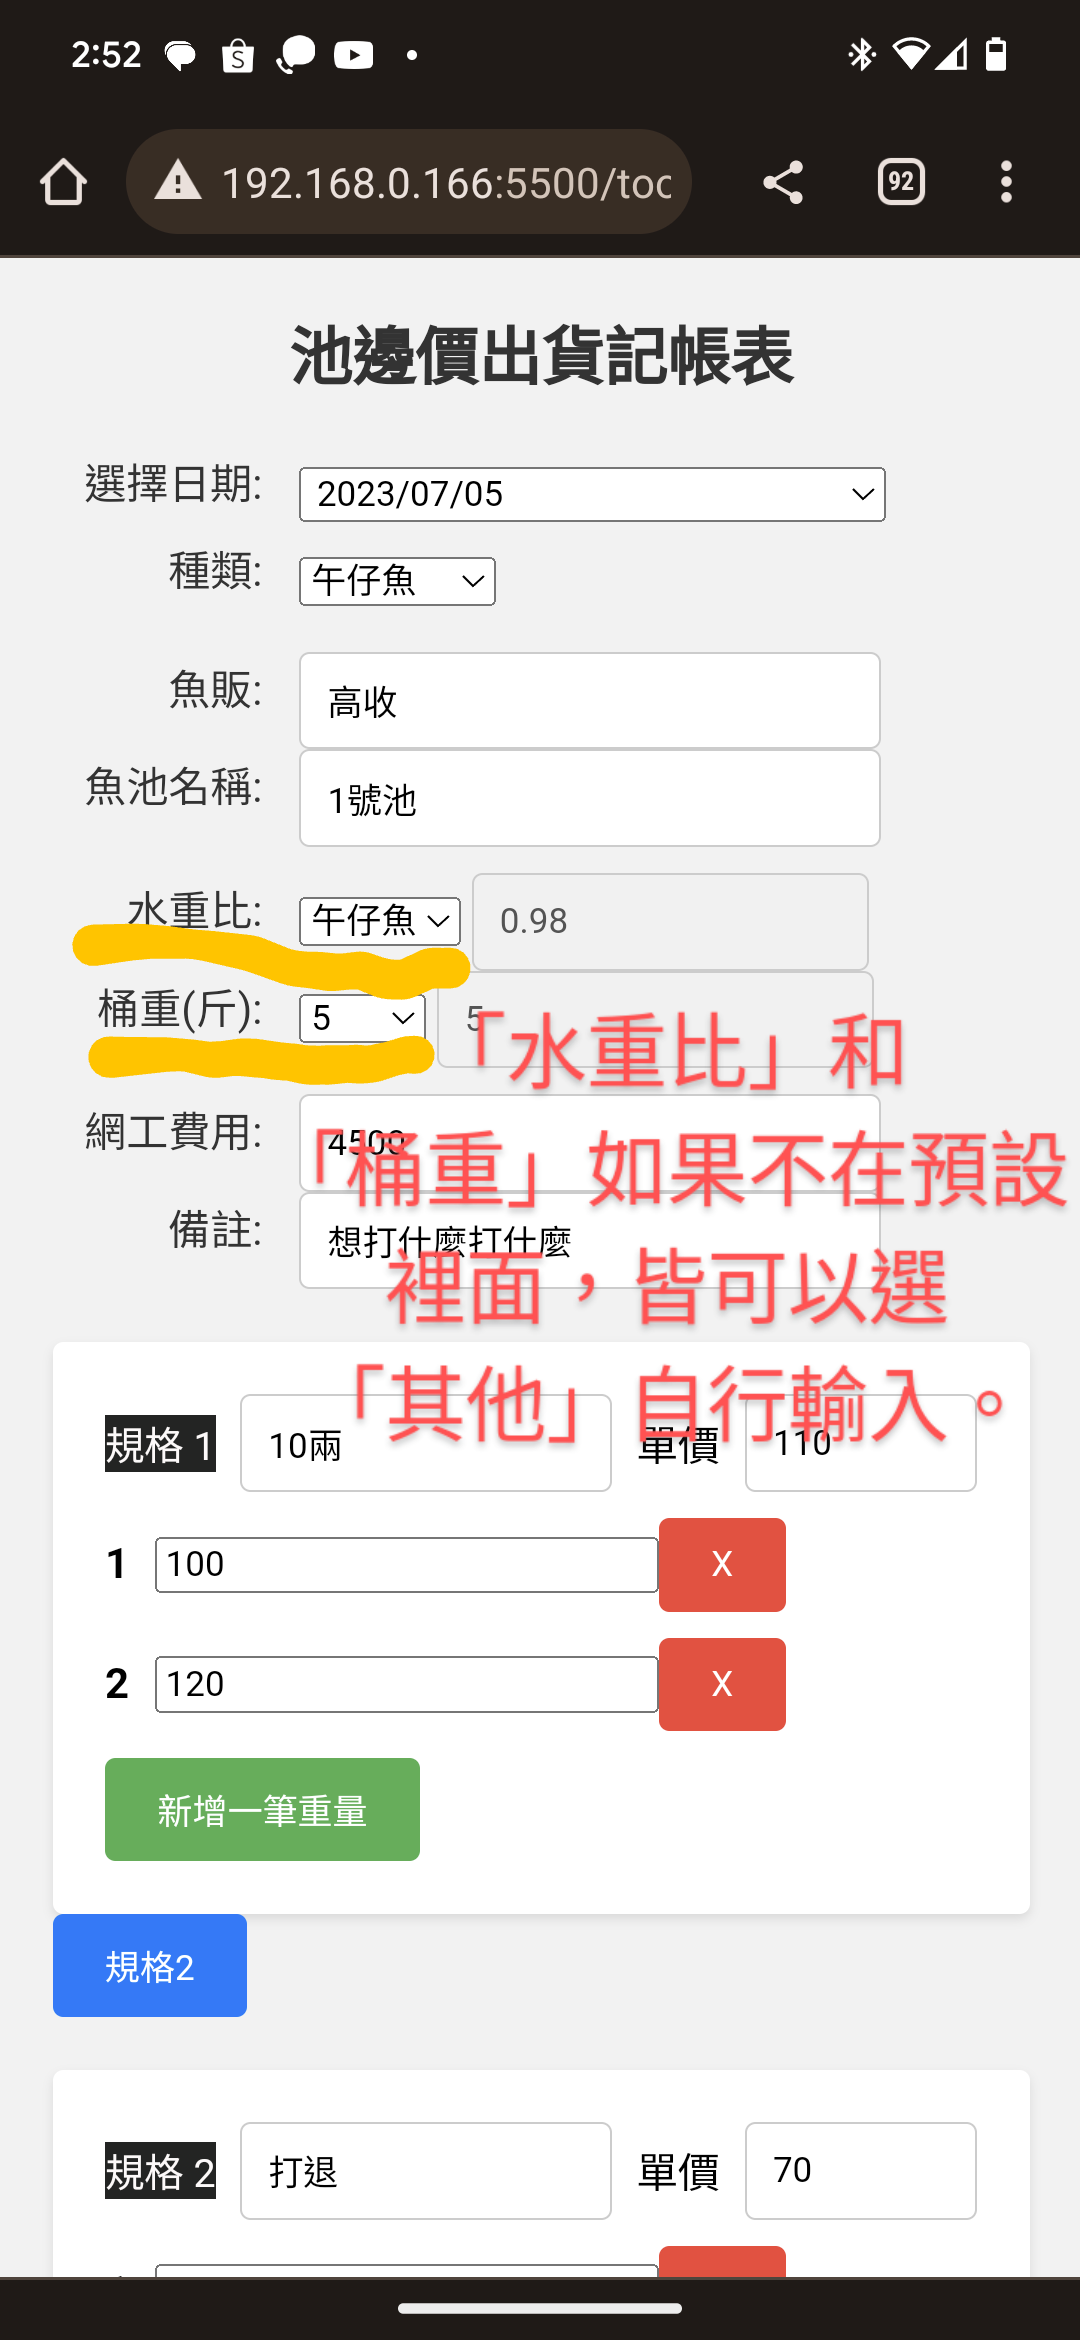 2:52
192.168.0.166:5500/too
92
池邊價出貨記帳表
選擇日期: 2023/07/05
種類: 午仔魚
魚販: 高收
魚池名稱: 1號池
水重比: 午仔魚 0.98
桶重(斤): 5 5
「水重比」和
網工費用: 4500
「桶重」如果不在預設
備註: 想打什麼打什麼
裡面，皆可以選
「其他」自行輸入。
規格 1 10兩 單價 110
1 100 X
2 120 X
新增一筆重量
規格2
規格 2 打退 單價 70